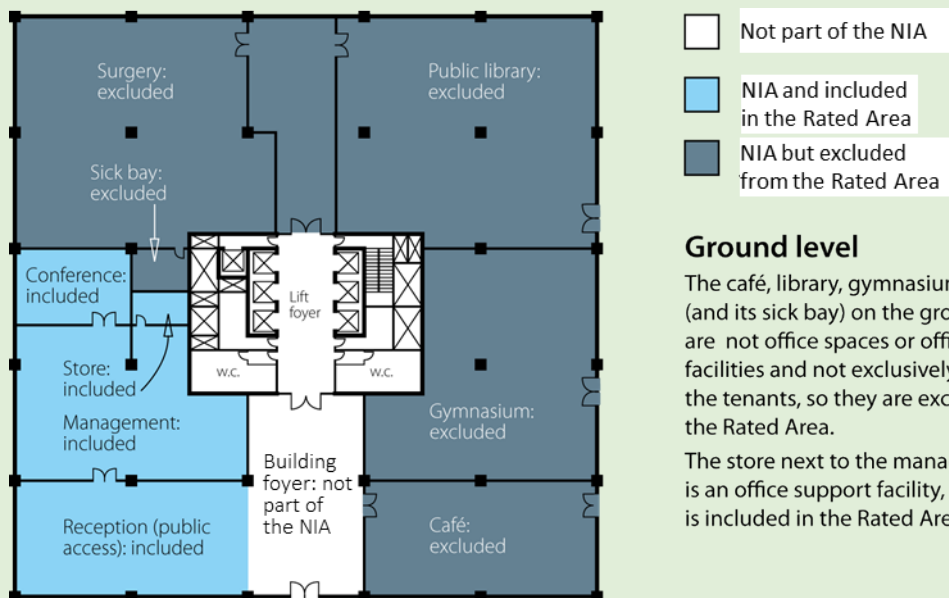 Surgery:
excluded
Public library:
excluded
Sick bay:
excluded
Conference:
included
Lift
foyer
Store:
included
w.c.
w.c.
Management:
included
Gymnasium:
excluded
Building
foyer: not
part of
the NIA
Reception (public
access): included
Café:
excluded
Not part of the NIA
NIA and included
in the Rated Area
NIA but excluded
from the Rated Area
Ground level
The café, library, gymnasium
(and its sick bay) on the gro
are not office spaces or offi
facilities and not exclusively
the tenants, so they are exc
the Rated Area.
The store next to the mana
is an office support facility,
is included in the Rated Are